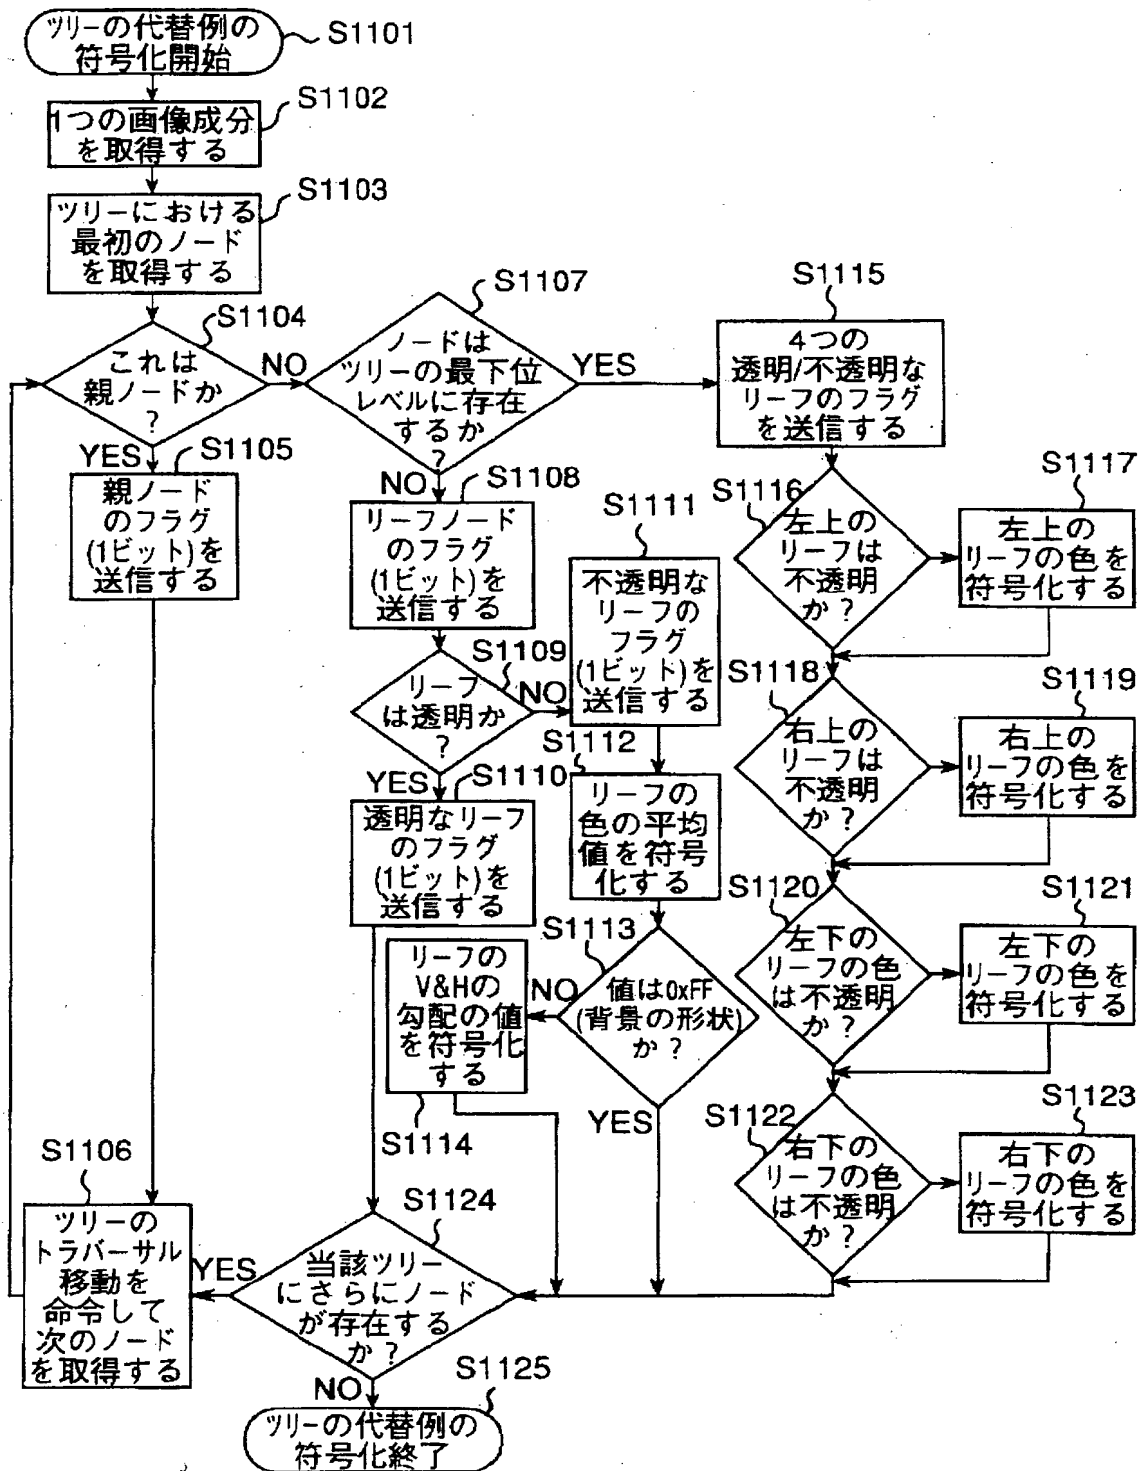 ツリーの代替例の
符号化開始
S1101
1つの画像成分
を取得する
S1102
ツリーにおける
最初のノード
を取得する
S1103
これは
親ノードか
?
S1104
NO
YES
親ノード
のフラグ
(1ビット)を
送信する
S1105
S1106
ツリーの
トラバーサル
移動を
命令して
次のノード
を取得する
ノードは
ツリーの最下位
レベルに存在
するか
?
S1107
YES
NO
リーフノード
のフラグ
(1ビット)を
送信する
S1108
リーフ
は透明か
?
S1109
NO
YES
透明なリーフ
のフラグ
(1ビット)を
送信する
S1110
S1111
不透明な
リーフの
フラグ
(1ビット)を
送信する
S1112
リーフの
色の平均
値を符号
化する
S1113
値は0xFF
(背景の形状)
か?
NO
YES
リーフの
V&Hの
勾配の値
を符号化
する
S1114
S1115
4つの
透明/不透明な
リーフのフラグ
を送信する
S1116
左上の
リーフは
不透明
か?
S1117
左上の
リーフの色を
符号化する
S1118
右上の
リーフは
不透明
か?
S1119
右上の
リーフの色を
符号化する
S1120
左下の
リーフの色
は不透明
か?
S1121
左下の
リーフの色を
符号化する
S1122
右下の
リーフの色
は不透明
か?
S1123
右下の
リーフの色を
符号化する
S1124
当該ツリー
にさらにノード
が存在する
か?
YES
NO
S1125
ツリーの代替例の
符号化終了